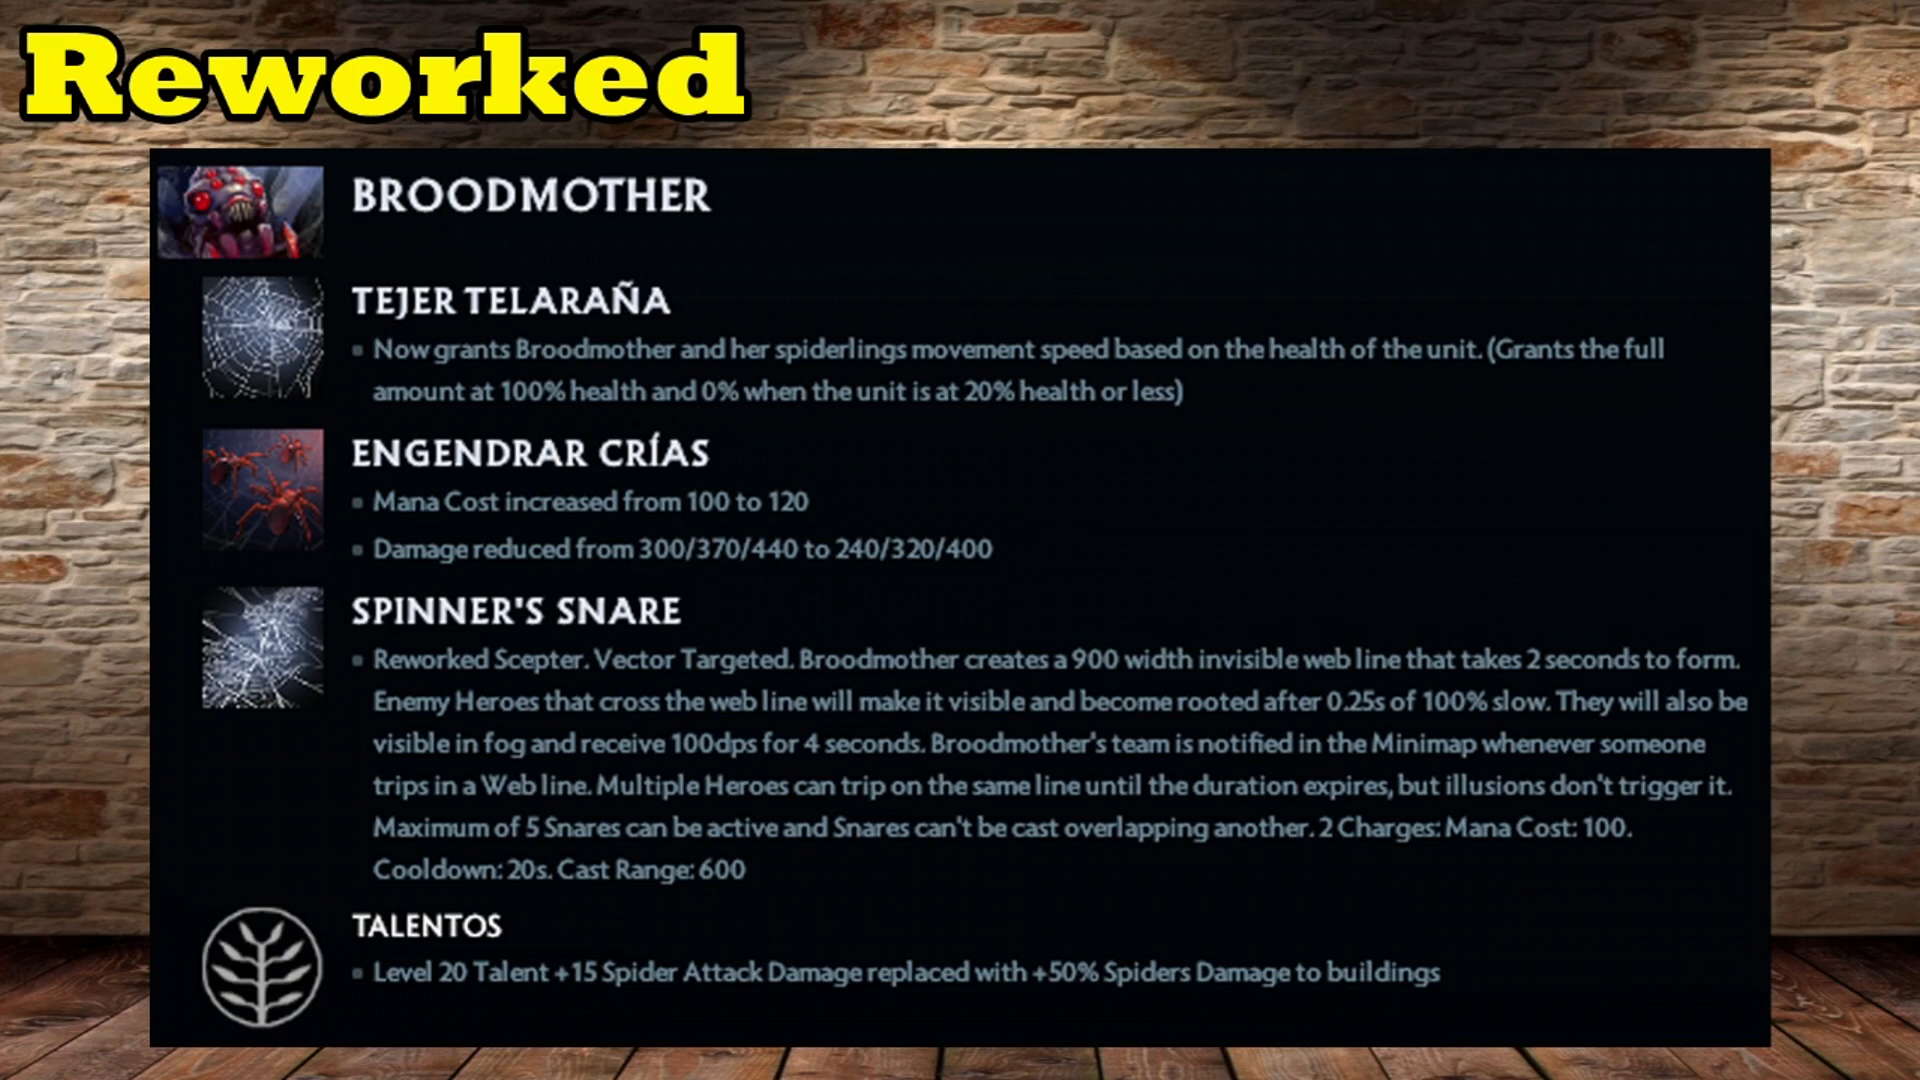 Reworked
BROODMOTHER
TEJER TELARAÑA
Now grants Broodmother and her spiderlings movement speed based on the health of the unit. (Grants the full
amount at 100% health and 0% when the unit is at 20% health or less)
ENGENDRAR CRÍAS
Mana Cost increased from 100 to 120
Damage reduced from 300/370/440 to 240/320/400
SPINNER'S SNARE
Reworked Scepter. Vector Targeted. Broodmother creates a 900 width invisible web line that takes 2 seconds to form.
Enemy Heroes that cross the web line will make it visible and become rooted after 0.25s of 100% slow. They will also be
visible in fog and receive 100dps for 4 seconds. Broodmother's team is notified in the Minimap whenever someone
trips in a Web line. Multiple Heroes can trip on the same line until the duration expires, but illusions don't trigger it.
Maximum of 5 Snares can be active and Snares can't be cast overlapping another. 2 Charges: Mana Cost: 100.
Cooldown: 20s. Cast Range: 600
TALENTOS
Level 20 Talent +15 Spider Attack Damage replaced with +50% Spiders Damage to buildings